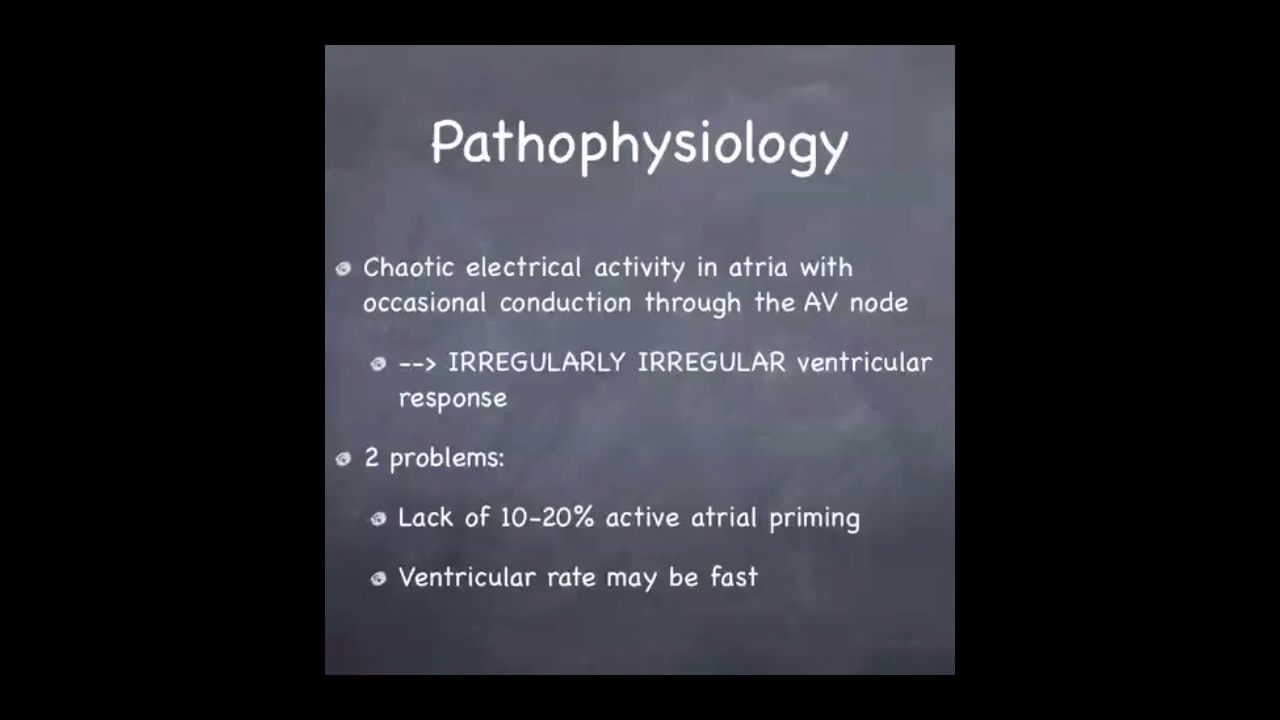 Pathophysiology
Chaotic electrical activity in atria with
occasional conduction through the AV node
--> IRREGULARLY IRREGULAR ventricular
response
2 problems:
Lack of 10-20% active atrial priming
Ventricular rate may be fast